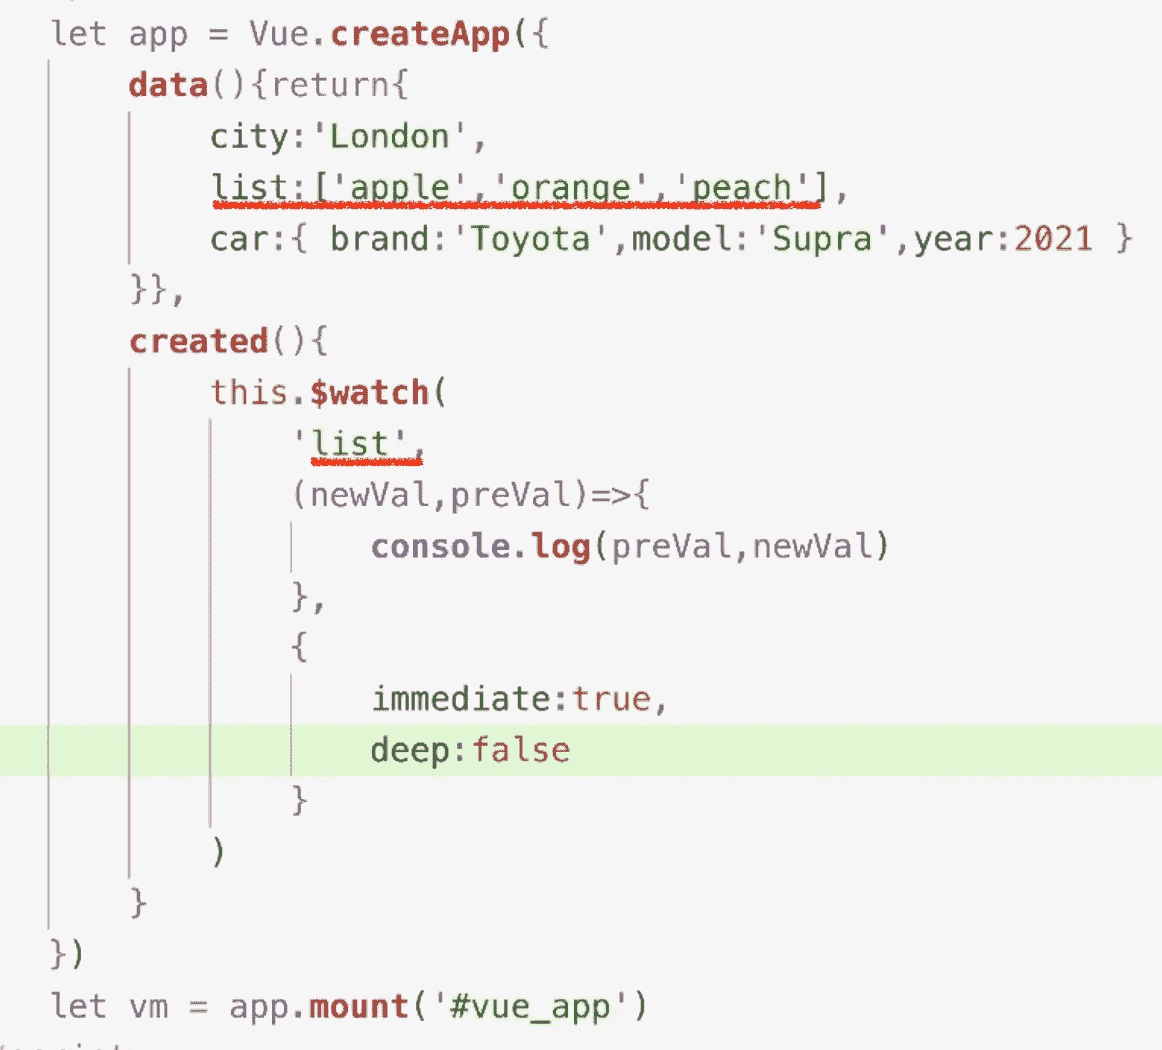 let app = Vue.createApp({
data(){return{
city:'London',
list:['apple','orange','peach'],
car:{ brand:'Toyota',model:'Supra',year:2021 }
}},
created(){
this.$watch(
'list',
(newVal,preVal)=>{
console.log(preVal,newVal)
},
{
immediate:true,
deep:false
}
)
}
})
let vm = app.mount('#vue_app')